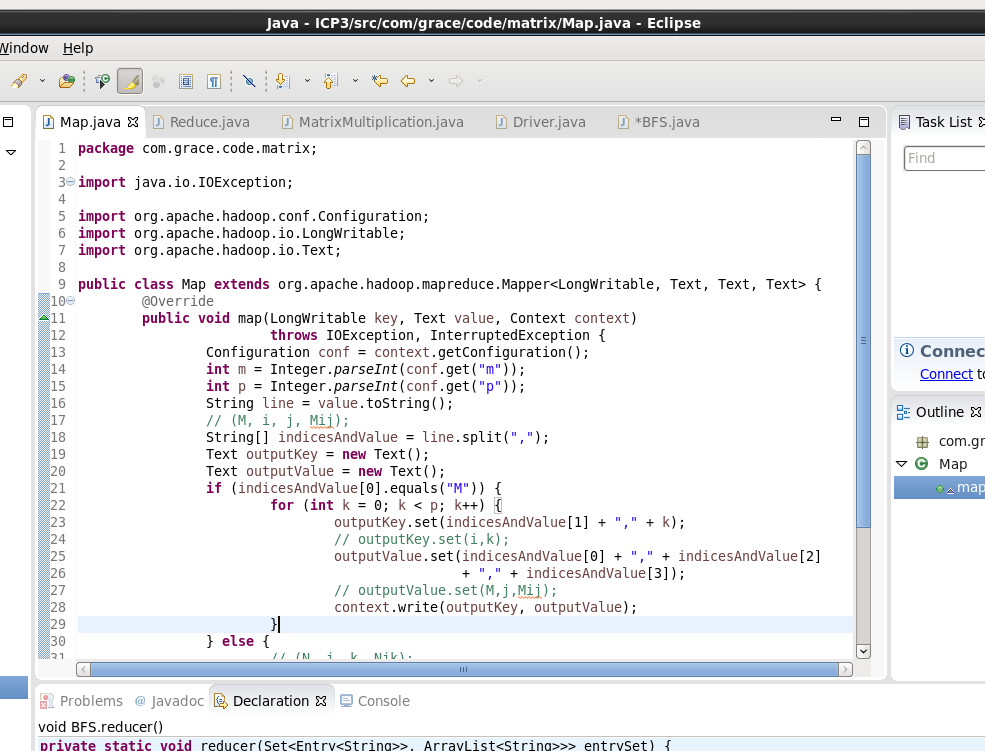 Java - ICP3/src/com/grace/code/matrix/Map.java - Eclipse
Window Help
Map.java Reduce.java MatrixMultiplication.java Driver.java *BFS.java
1 package com.grace.code.matrix;
2
3 import java.io.IOException;
4
5 import org.apache.hadoop.conf.Configuration;
6 import org.apache.hadoop.io.LongWritable;
7 import org.apache.hadoop.io.Text;
8
9 public class Map extends org.apache.hadoop.mapreduce.Mapper<LongWritable, Text, Text, Text> {
10 @Override
11 public void map(LongWritable key, Text value, Context context)
12 throws IOException, InterruptedException {
13 Configuration conf = context.getConfiguration();
14 int m = Integer.parseInt(conf.get("m"));
15 int p = Integer.parseInt(conf.get("p"));
16 String line = value.toString();
17 // (M, i, j, Mij);
18 String[] indicesAndValue = line.split(",");
19 Text outputKey = new Text();
20 Text outputValue = new Text();
21 if (indicesAndValue[0].equals("M")) {
22 for (int k = 0; k < p; k++) {
23 outputKey.set(indicesAndValue[1] + "," + k);
24 // outputKey.set(i,k);
25 outputValue.set(indicesAndValue[0] + "," + indicesAndValue[2]
26 + "," + indicesAndValue[3]);
27 // outputValue.set(M,j,Mij);
28 context.write(outputKey, outputValue);
29 }
30 } else {
31 // (N, j, k, Njk);
Task List
Find
Connec
Connect to
Outline
com.gr
Map
map
Problems @ Javadoc Declaration Console
void BFS.reducer()
private static void reducer(Set<Entry<String>>, ArrayList<String>>> entrySet) {